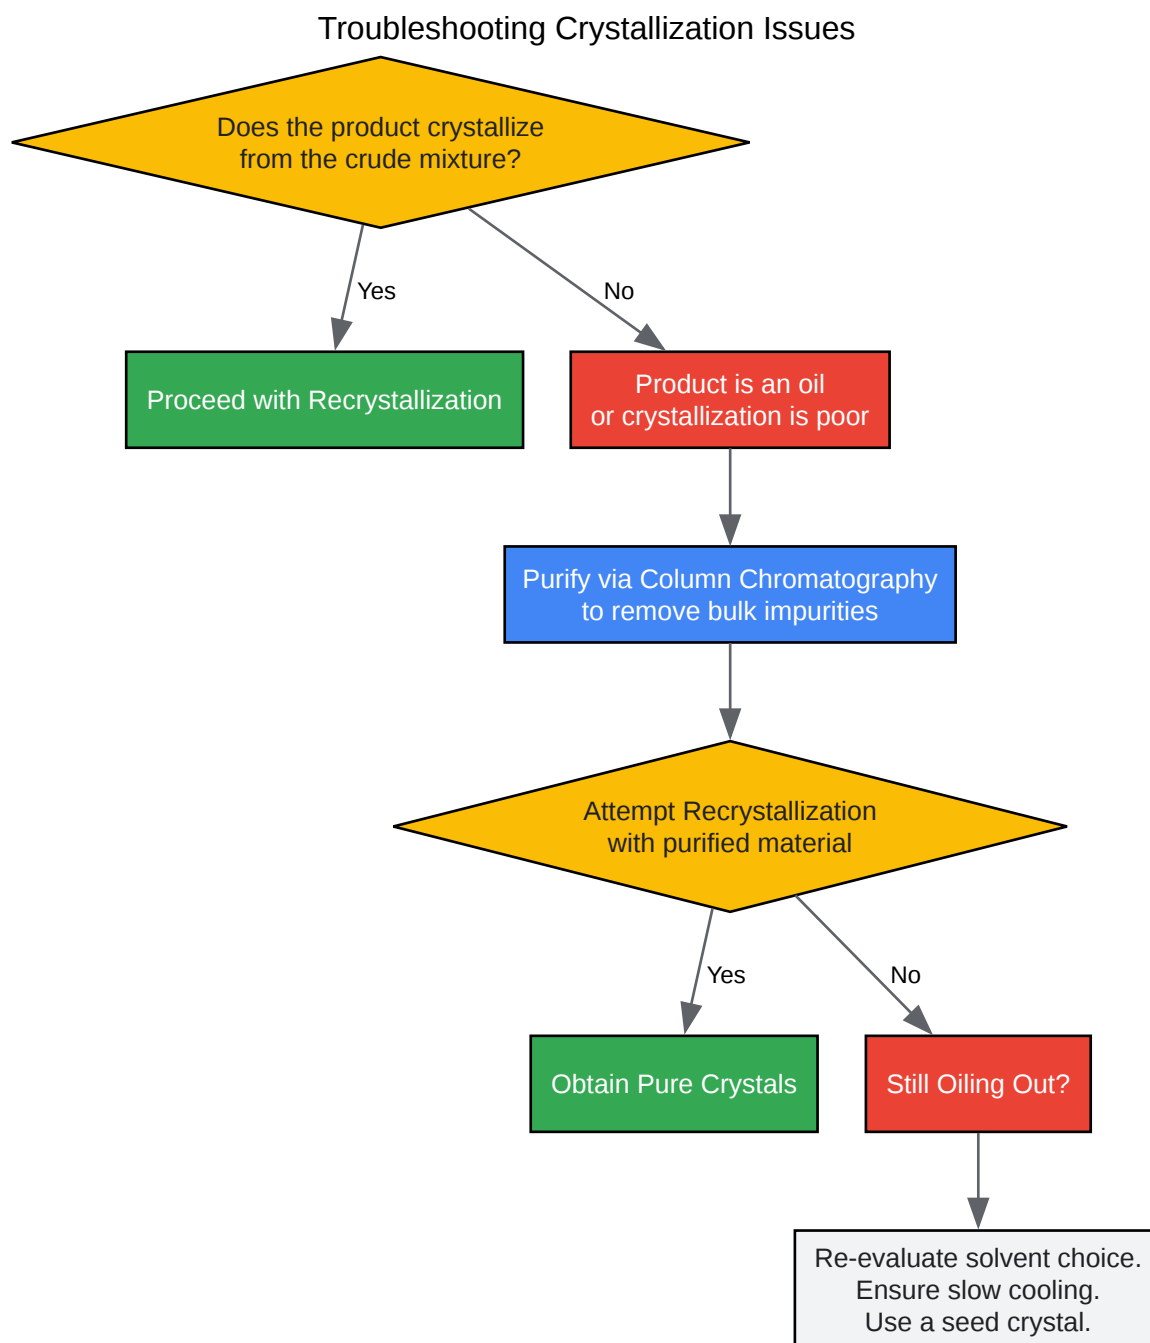 Troubleshooting Crystallization Issues
Does the product crystallize
from the crude mixture?
Yes
No
Proceed with Recrystallization
Product is an oil
or crystallization is poor
Purify via Column Chromatography
to remove bulk impurities
Attempt Recrystallization
with purified material
Yes
No
Obtain Pure Crystals
Still Oiling Out?
Re-evaluate solvent choice.
Ensure slow cooling.
Use a seed crystal.